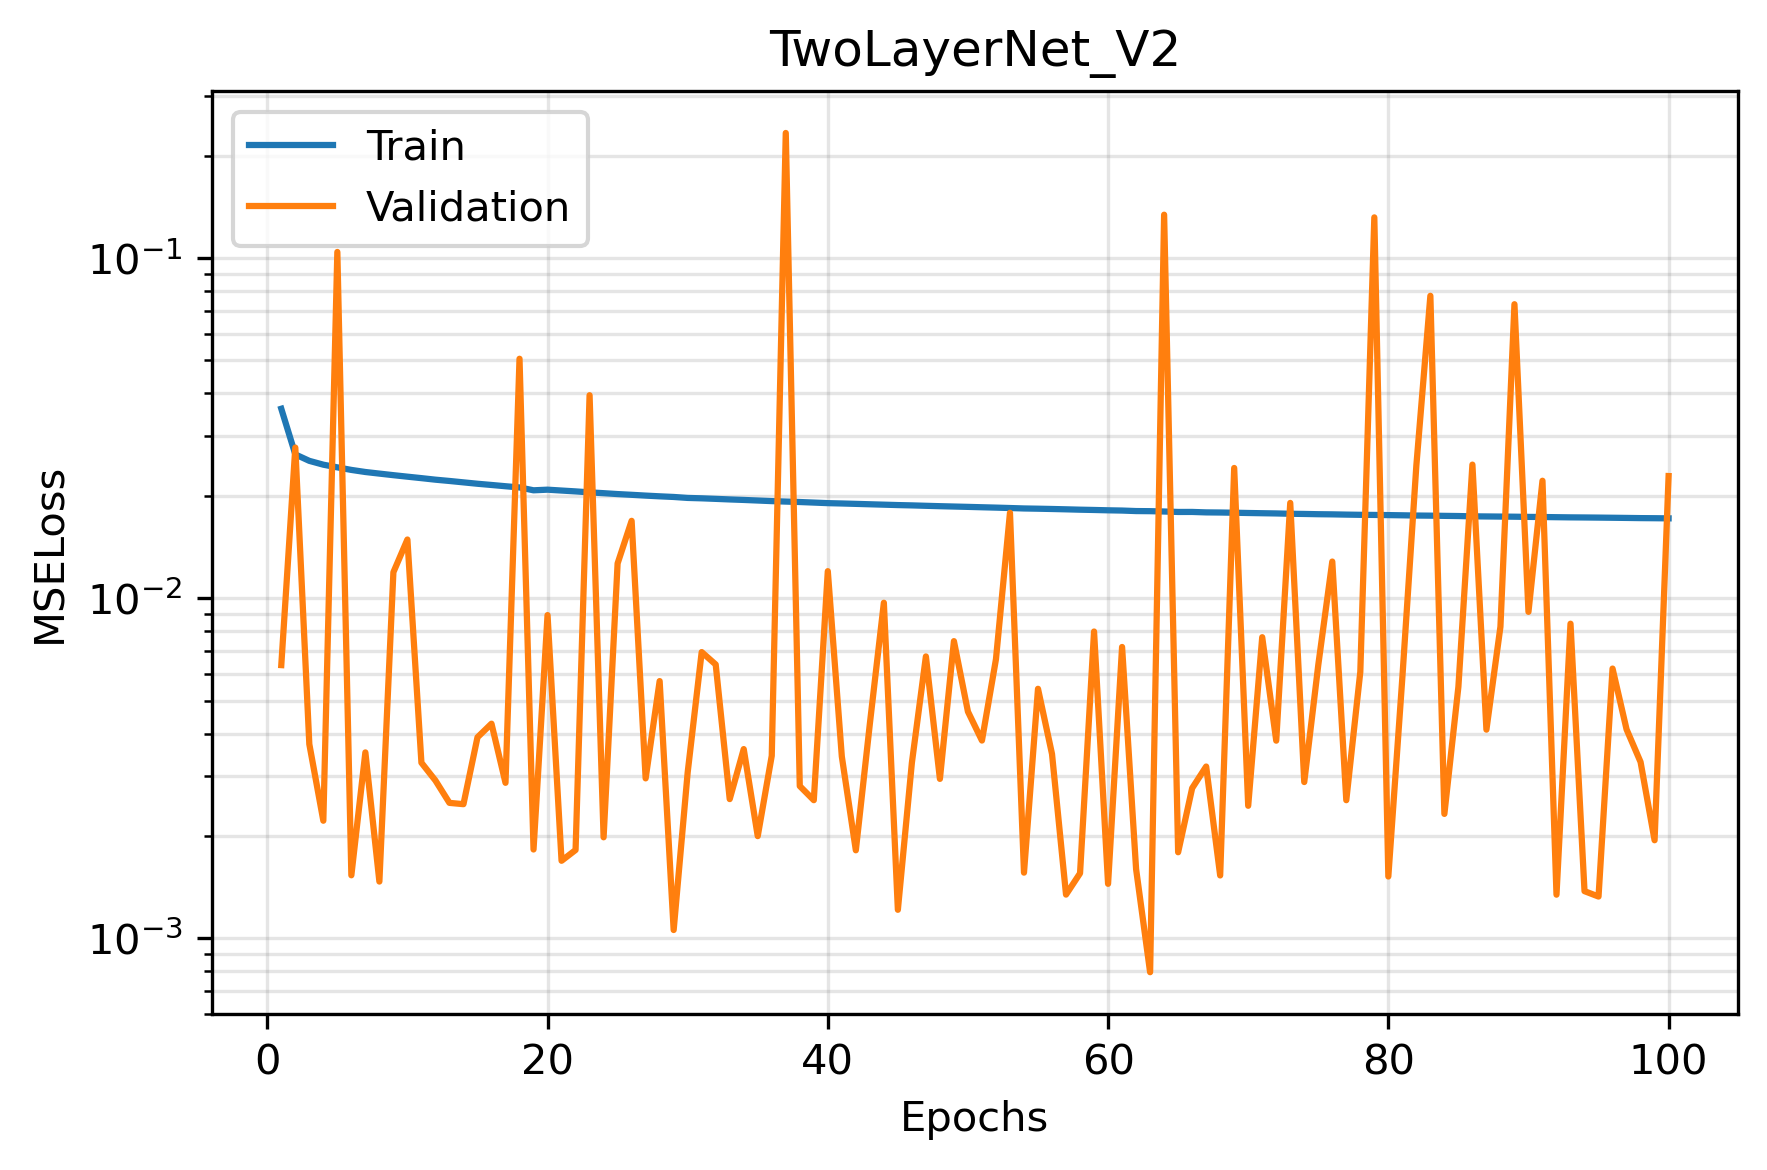 TwoLayerNet_V2
Train
Validation
MSELoss
10⁻¹
10⁻²
10⁻³
0 20 40 60 80 100
Epochs